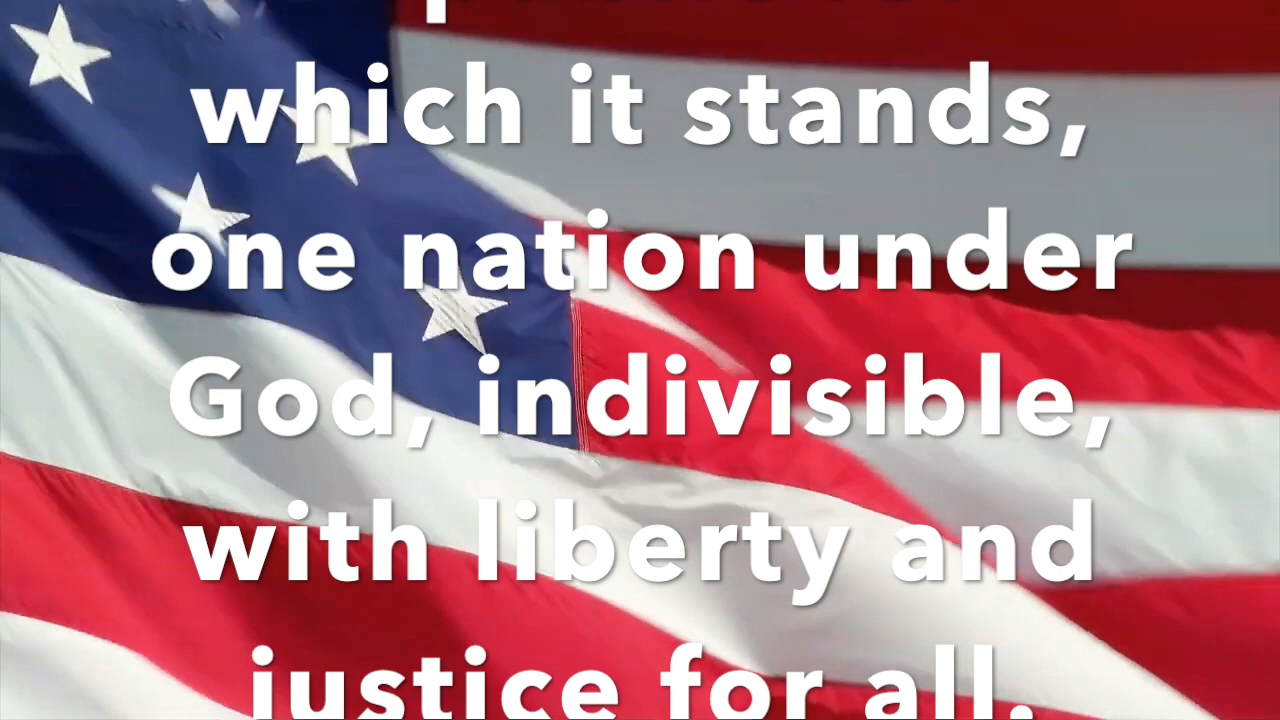 which it stands,
one nation under
God, indivisible,
with liberty and
justice for all.